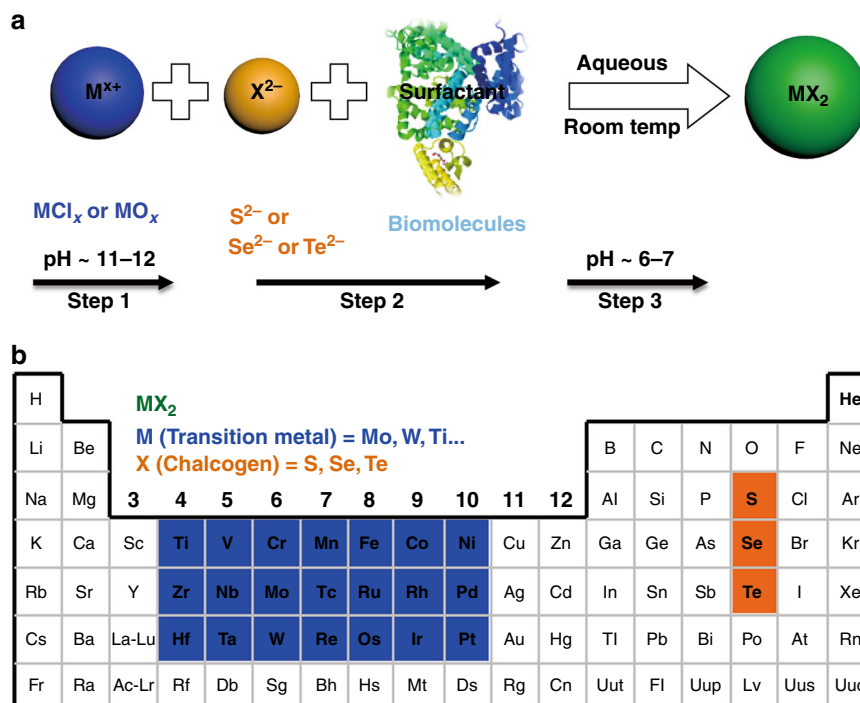 a
Mˣ⁺
X²⁻
Surfactant
Aqueous
Room temp
MX₂
MClₓ or MOₓ
S²⁻ or
Se²⁻ or Te²⁻
Biomolecules
pH ~ 11–12
Step 1
Step 2
pH ~ 6–7
Step 3
b
H He
MX₂
Li Be M (Transition metal) = Mo, W, Ti... B C N O F Ne
X (Chalcogen) = S, Se, Te
Na Mg 3 4 5 6 7 8 9 10 11 12 Al Si P S Cl Ar
K Ca Sc Ti V Cr Mn Fe Co Ni Cu Zn Ga Ge As Se Br Kr
Rb Sr Y Zr Nb Mo Tc Ru Rh Pd Ag Cd In Sn Sb Te I Xe
Cs Ba La-Lu Hf Ta W Re Os Ir Pt Au Hg Tl Pb Bi Po At Rn
Fr Ra Ac-Lr Rf Db Sg Bh Hs Mt Ds Rg Cn Uut Fl Uup Lv Uus Uuo